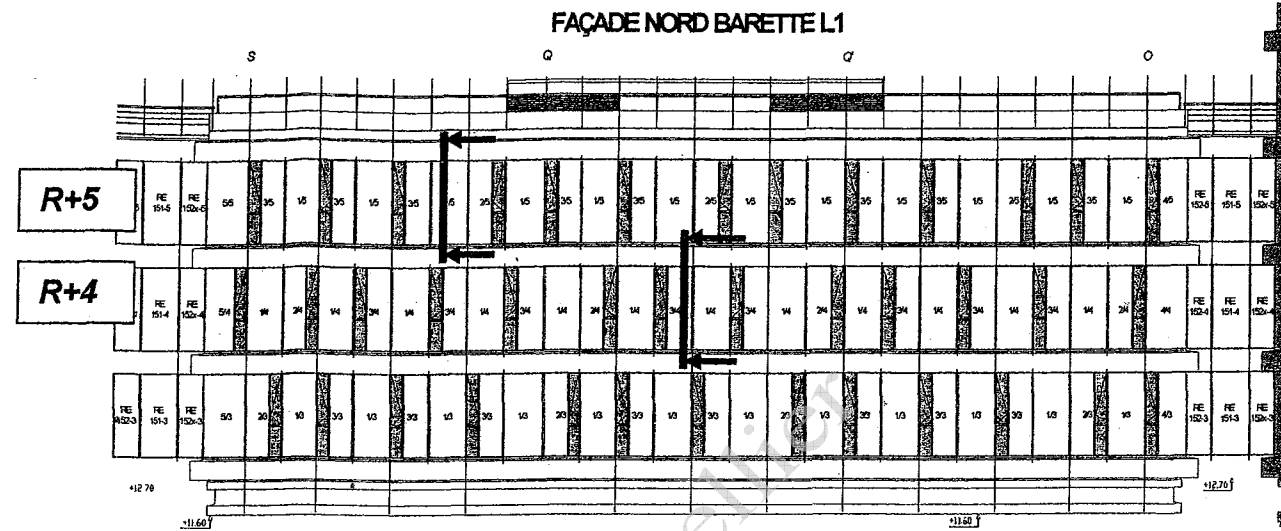 FAÇADE NORD BARETTE L1
S Q Q' O
R+5
RE 151-5 RE 152x-5 5/5 3/5 1/5 3/5 1/5 3/5 2/5 1/5 3/5 1/5 3/5 1/5 2/5 1/5 3/5 1/5 3/5 1/5 2/5 1/5 3/5 1/5 4/5 RE 152-5 RE 151-5 RE 152x-5
R+4
RE 151-4 RE 152x-4 5/4 1/4 2/4 1/4 3/4 1/4 3/4 1/4 3/4 1/4 2/4 1/4 3/4 1/4 3/4 1/4 2/4 3/4 1/4 3/4 1/4 3/4 1/4 2/4 4/4 RE 152-4 RE 151-4 RE 152x-4
RE 151-3 RE 152x-3 5/3 2/3 1/3 3/3 1/3 3/3 1/3 3/3 1/3 2/3 1/3 3/3 1/3 3/3 1/3 2/3 1/3 3/3 1/3 3/3 1/3 3/3 1/3 2/3 1/3 4/3 RE 152-3 RE 151-3 RE 152x-3
+12.70 +12.70
+11.60 +11.60
ellier